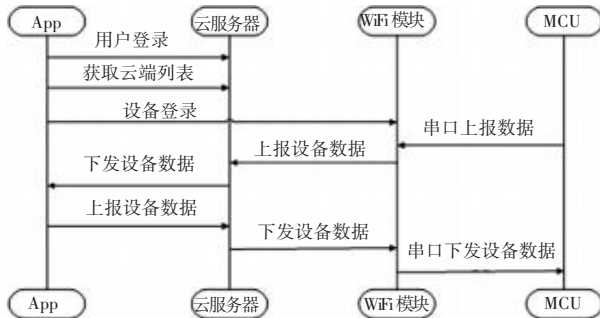 App
云服务器
WiFi 模块
MCU
用户登录
获取云端列表
设备登录
串口上报数据
上报设备数据
下发设备数据
上报设备数据
下发设备数据
串口下发设备数据
App
云服务器
WiFi 模块
MCU